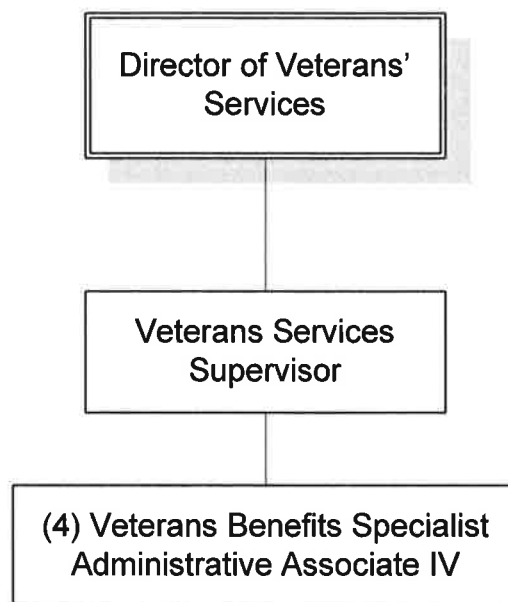 Director of Veterans’
Services
Veterans Services
Supervisor
(4) Veterans Benefits Specialist
Administrative Associate IV